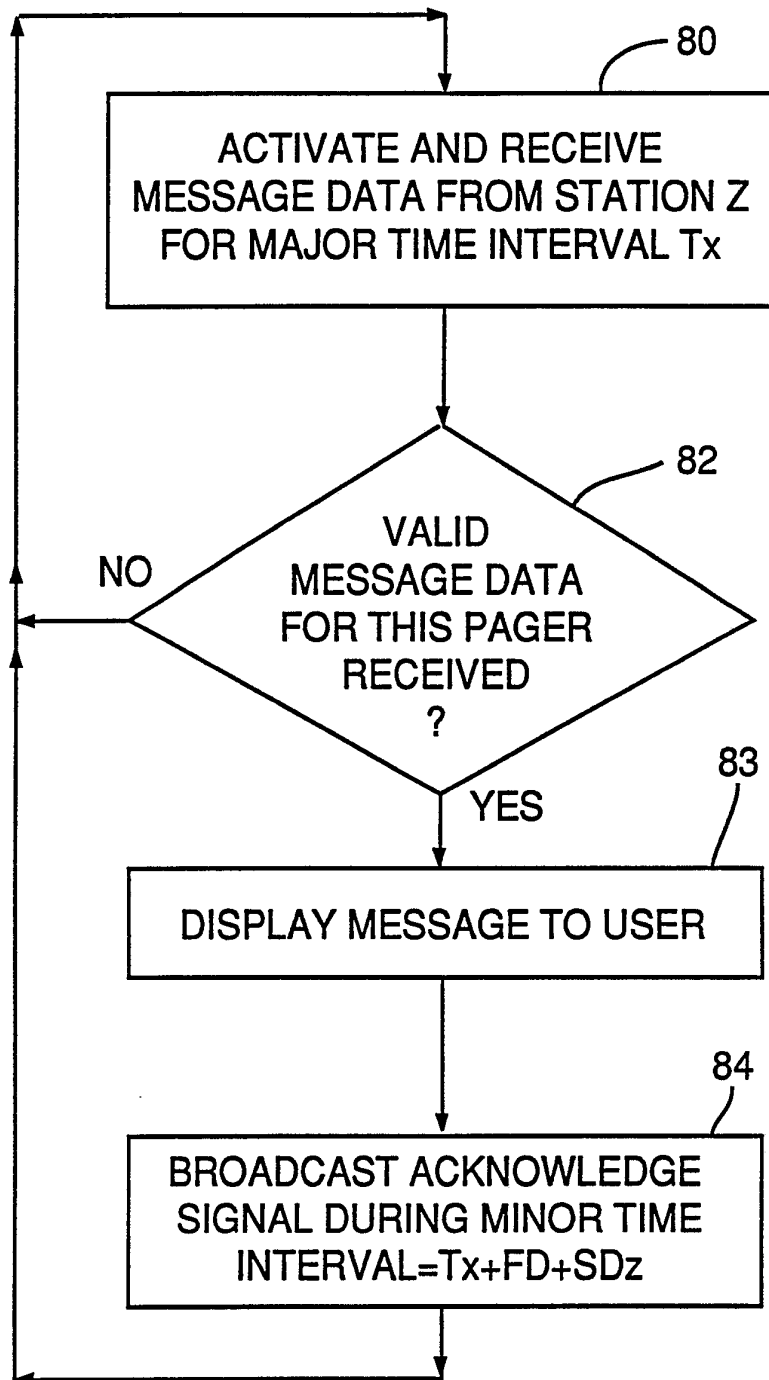 80
ACTIVATE AND RECEIVE
MESSAGE DATA FROM STATION Z
FOR MAJOR TIME INTERVAL Tx
82
VALID
MESSAGE DATA
FOR THIS PAGER
RECEIVED
?
NO
YES
83
DISPLAY MESSAGE TO USER
84
BROADCAST ACKNOWLEDGE
SIGNAL DURING MINOR TIME
INTERVAL=Tx+FD+SDz